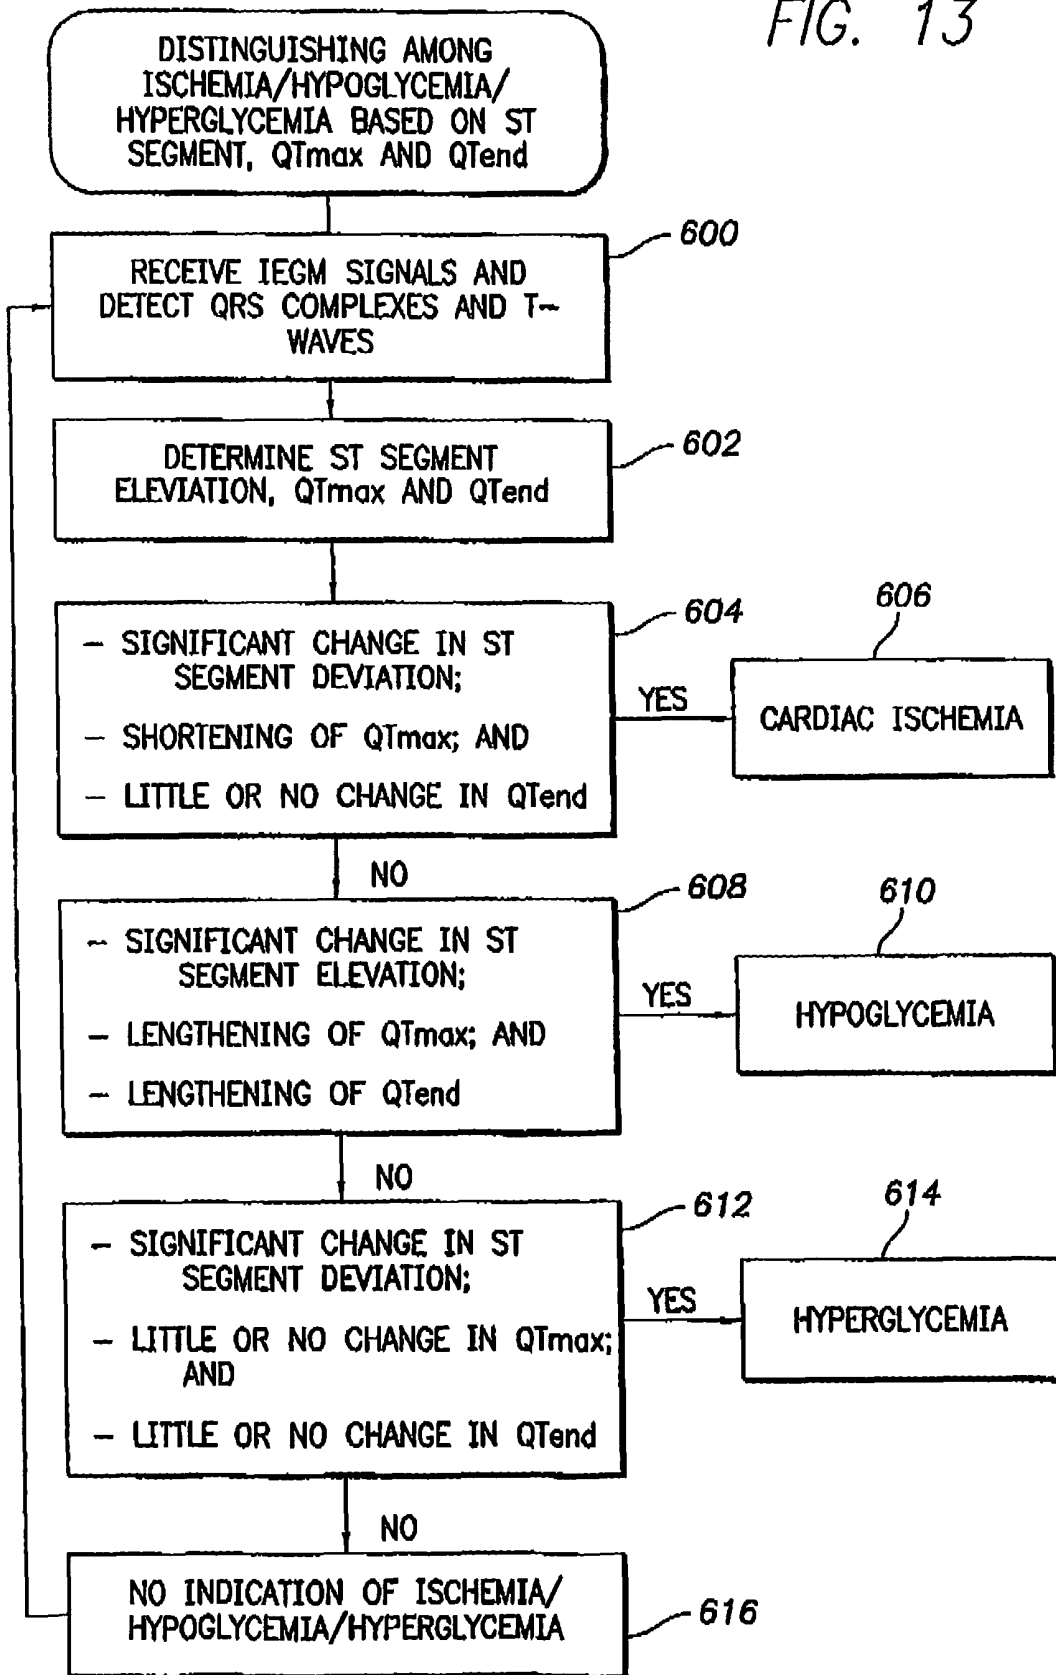 FIG. 13
DISTINGUISHING AMONG
ISCHEMIA/HYPOGLYCEMIA/
HYPERGLYCEMIA BASED ON ST
SEGMENT, QTmax AND QTend
600
RECEIVE IEGM SIGNALS AND
DETECT QRS COMPLEXES AND T-
WAVES
602
DETERMINE ST SEGMENT
ELEVIATION, QTmax AND QTend
604
- SIGNIFICANT CHANGE IN ST
SEGMENT DEVIATION;
- SHORTENING OF QTmax; AND
- LITTLE OR NO CHANGE IN QTend
YES
606
CARDIAC ISCHEMIA
NO
608
- SIGNIFICANT CHANGE IN ST
SEGMENT ELEVATION;
- LENGTHENING OF QTmax; AND
- LENGTHENING OF QTend
YES
610
HYPOGLYCEMIA
NO
612
- SIGNIFICANT CHANGE IN ST
SEGMENT DEVIATION;
- LITTLE OR NO CHANGE IN QTmax;
AND
- LITTLE OR NO CHANGE IN QTend
YES
614
HYPERGLYCEMIA
NO
NO INDICATION OF ISCHEMIA/
HYPOGLYCEMIA/HYPERGLYCEMIA
616